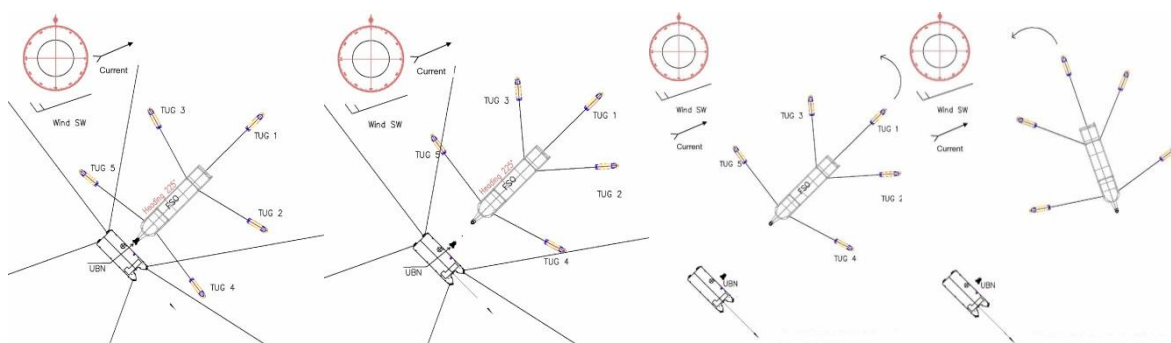 Current
Wind SW
TUG 3
TUG 1
TUG 5
Heading 225°
FSO
TUG 2
UBN
TUG 4
Current
Wind SW
TUG 3
TUG 1
TUG 5
Heading 225°
FSO
TUG 2
UBN
TUG 4
Wind SW
Current
TUG 3
TUG 1
TUG 5
FSO
TUG 2
TUG 4
UBN
Wind SW
Current
UBN